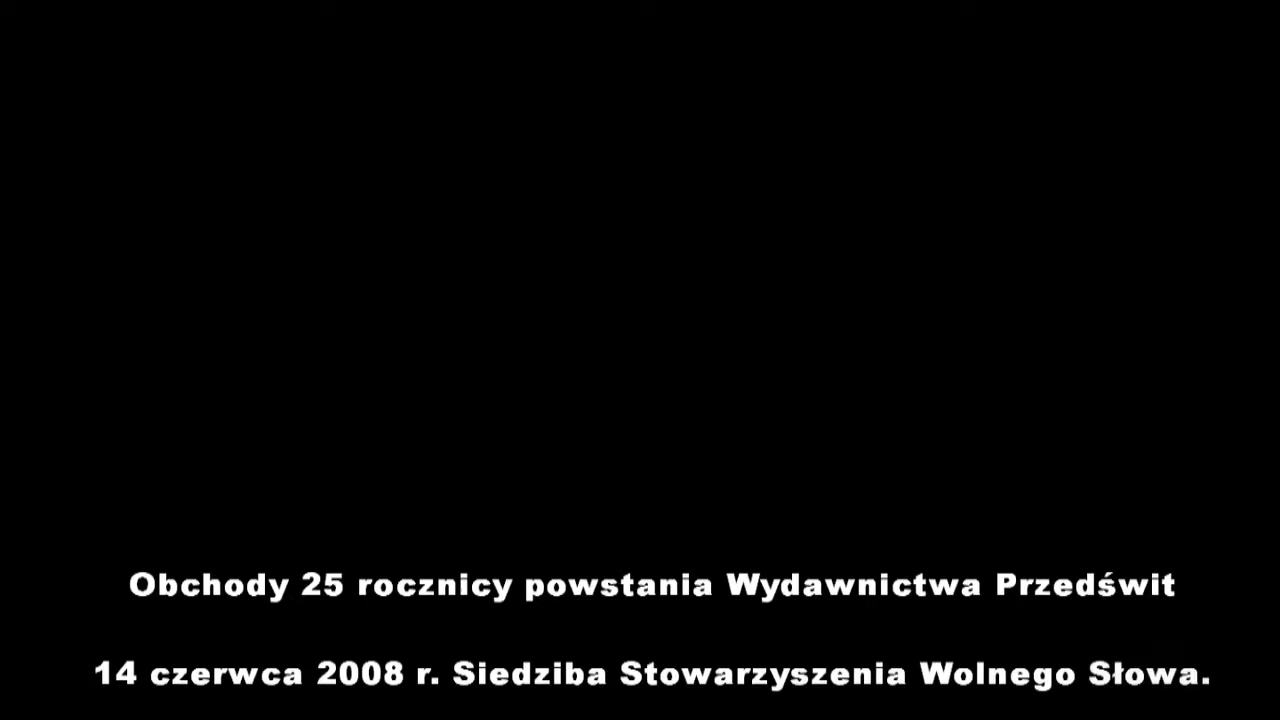 Obchody 25 rocznicy powstania Wydawnictwa Przedświt
14 czerwca 2008 r. Siedziba Stowarzyszenia Wolnego Słowa.